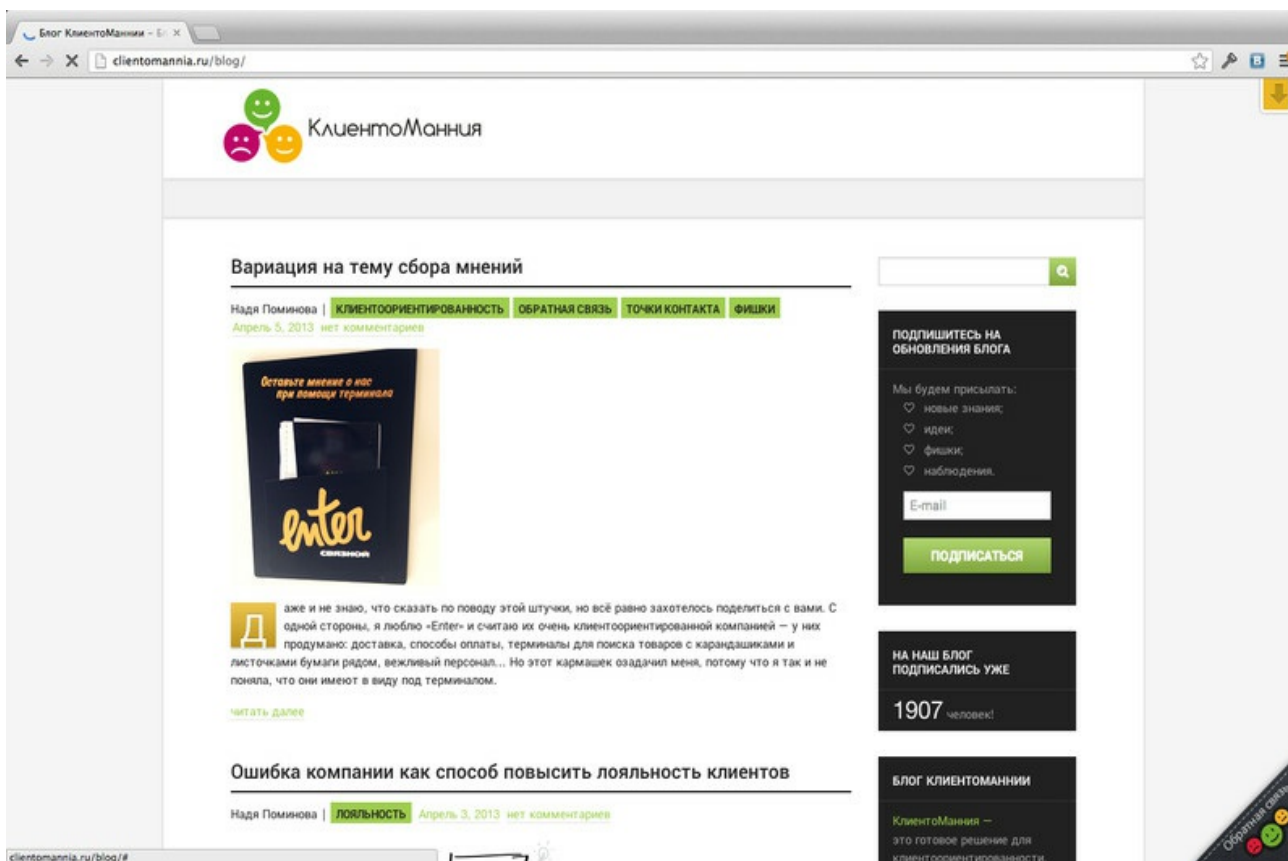 Блог КлиентоМаннии – Бл
clientomannia.ru/blog/
КлиентоМанния
Вариация на тему сбора мнений
Надя Поминова | КЛИЕНТООРИЕНТИРОВАННОСТЬ ОБРАТНАЯ СВЯЗЬ ТОЧКИ КОНТАКТА ФИШКИ
Апрель 5, 2013 нет комментариев
Оставьте мнение о нас
при помощи терминала
enter
связной
Даже и не знаю, что сказать по поводу этой штучки, но всё равно захотелось поделиться с вами. С
одной стороны, я люблю «Enter» и считаю их очень клиентоориентированной компанией — у них
продумано: доставка, способы оплаты, терминалы для поиска товаров с карандашиками и
листочками бумаги рядом, вежливый персонал... Но этот кармашек озадачил меня, потому что я так и не
поняла, что они имеют в виду под терминалом.
читать далее
Ошибка компании как способ повысить лояльность клиентов
Надя Поминова | ЛОЯЛЬНОСТЬ Апрель 3, 2013 нет комментариев
ПОДПИШИТЕСЬ НА
ОБНОВЛЕНИЯ БЛОГА
Мы будем присылать:
новые знания;
идеи;
фишки;
наблюдения.
E-mail
ПОДПИСАТЬСЯ
НА НАШ БЛОГ
ПОДПИСАЛИСЬ УЖЕ
1907 человек!
БЛОГ КЛИЕНТОМАННИИ
КлиентоМанния —
это готовое решение для
клиентоориентированности
Обратная связь
clientomannia.ru/blog/#